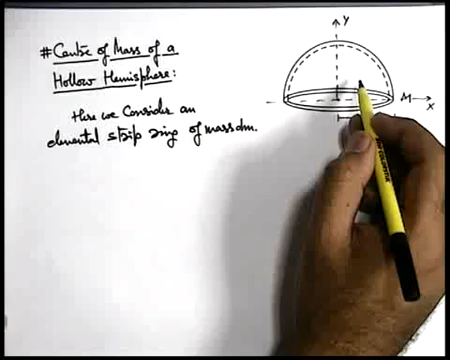 # Centre of Mass of a
Hollow Hemisphere:
Here we Consider an
elemental strip ring of mass dm.
y
M
x